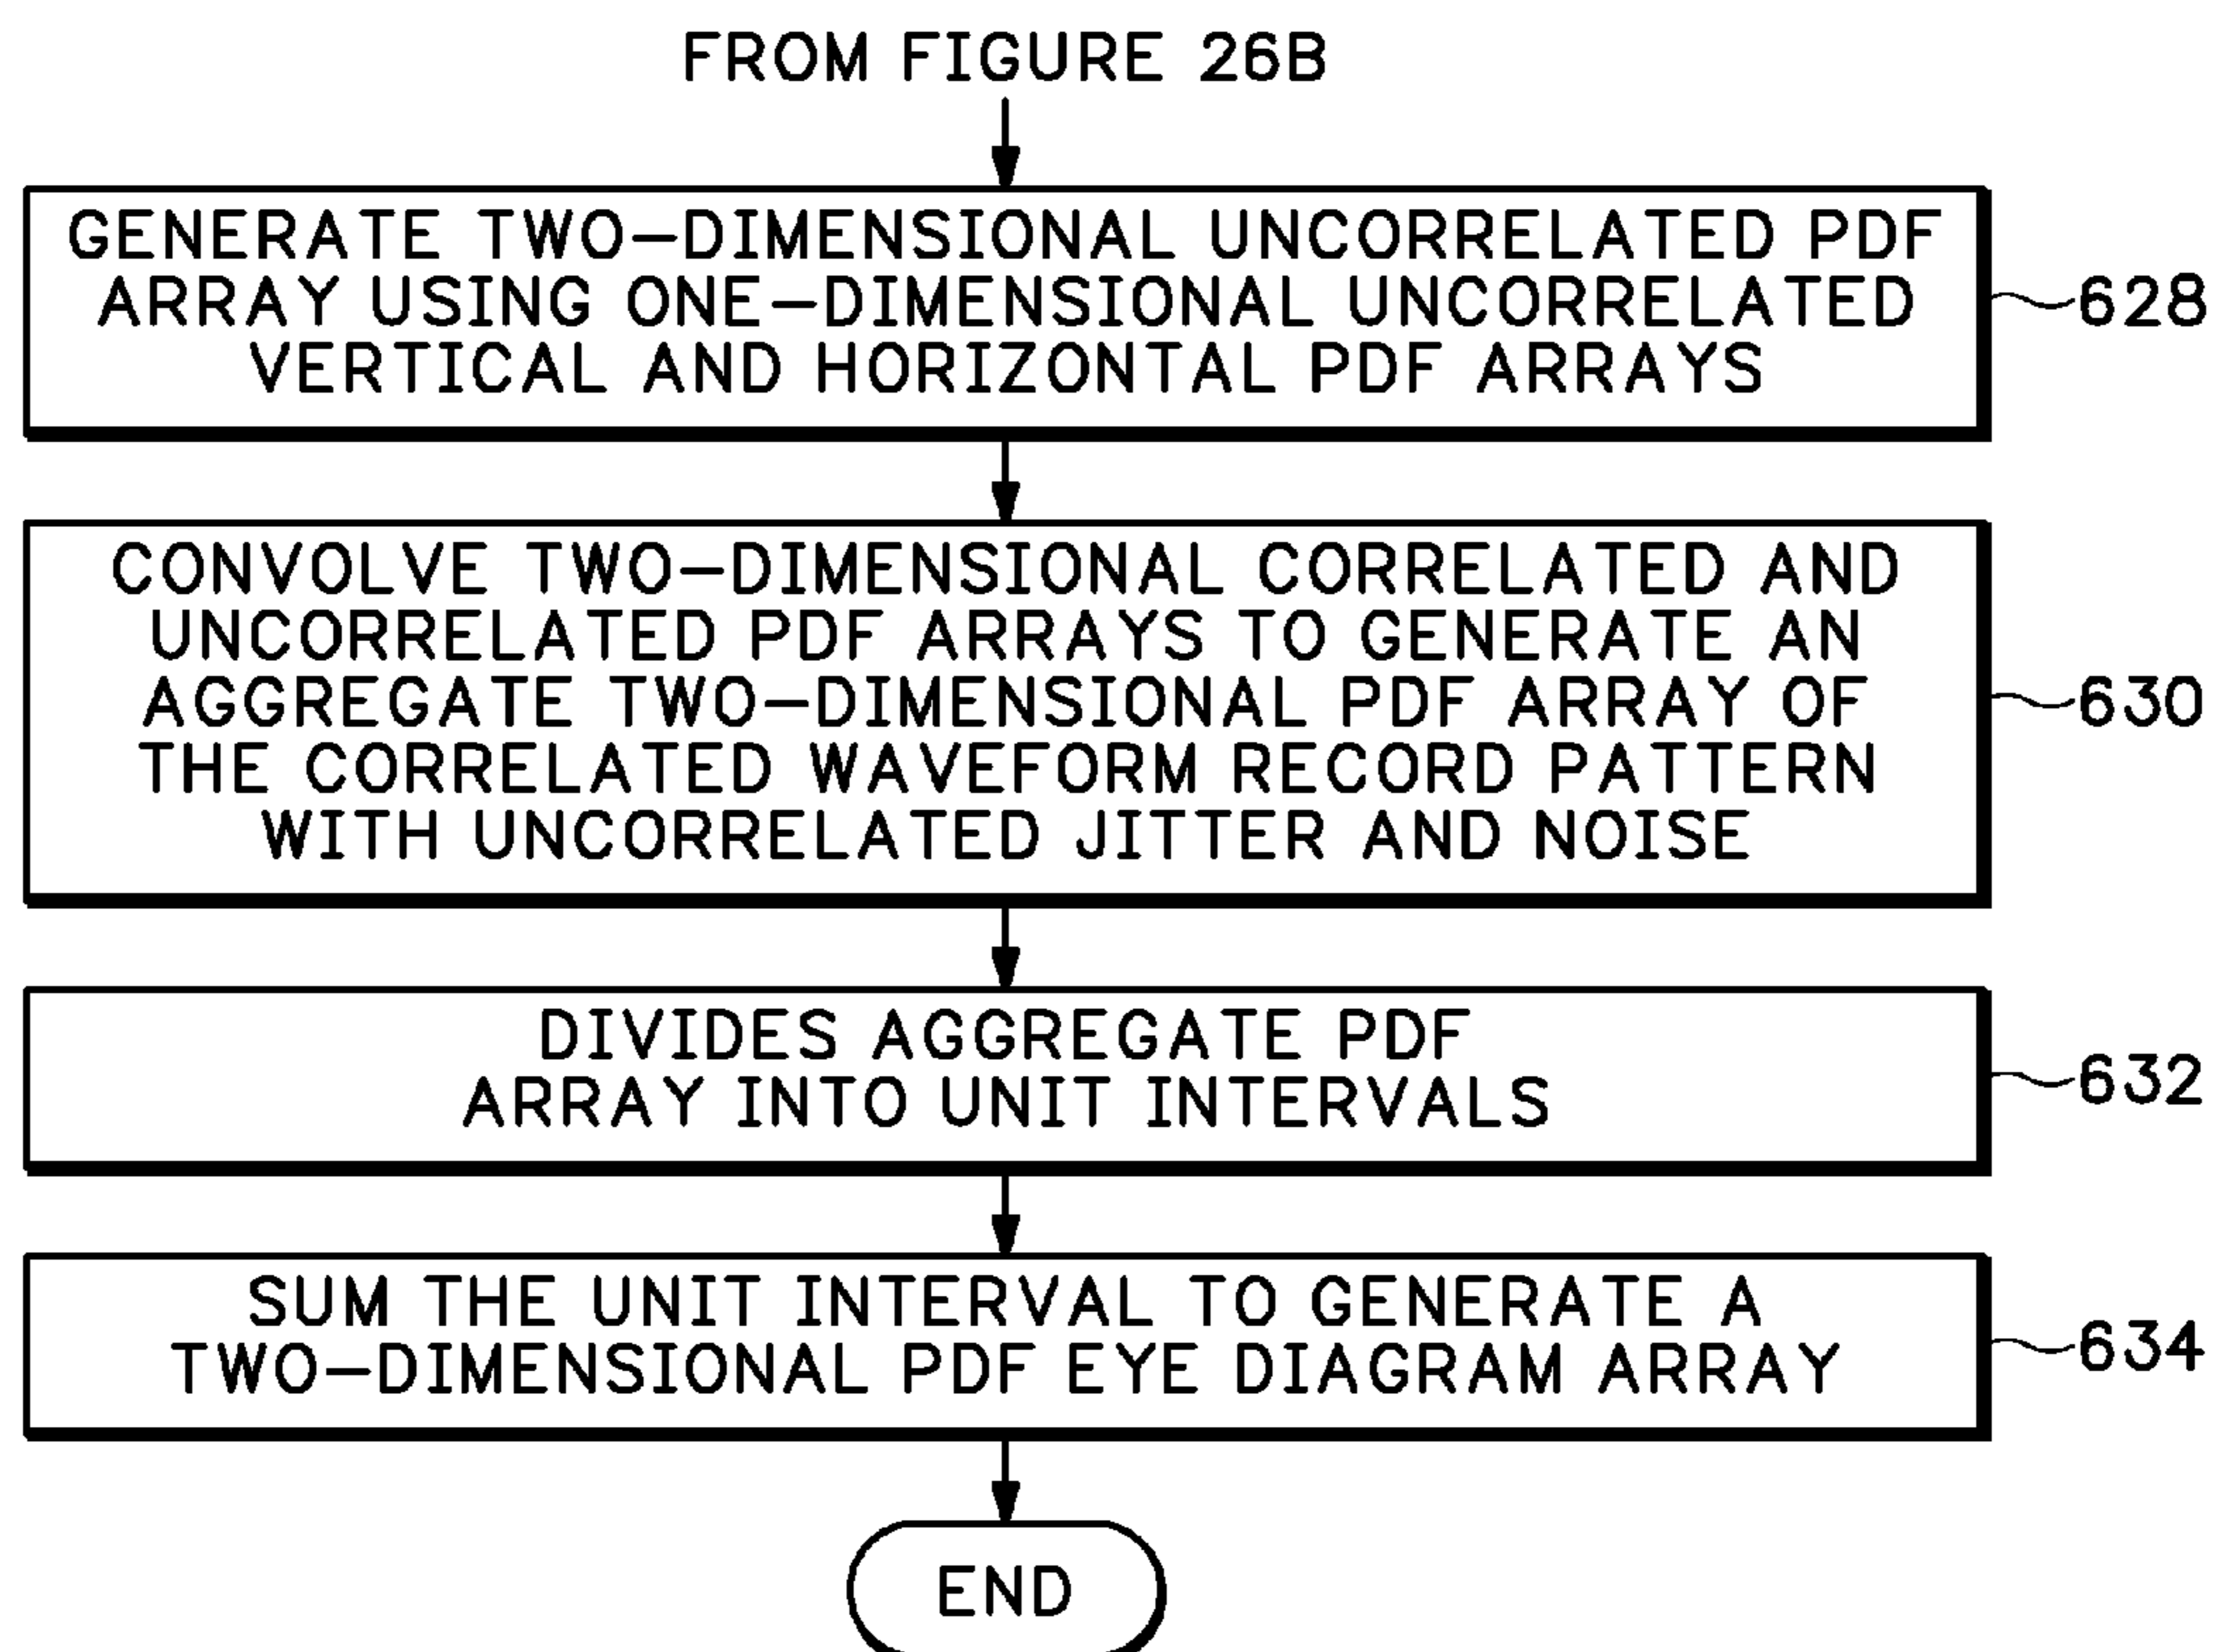 FROM FIGURE 26B
GENERATE TWO—DIMENSIONAL UNCORRELATED PDF
ARRAY USING ONE—DIMENSIONAL UNCORRELATED
VERTICAL AND HORIZONTAL PDF ARRAYS
628
CONVOLVE TWO—DIMENSIONAL CORRELATED AND
UNCORRELATED PDF ARRAYS TO GENERATE AN
AGGREGATE TWO—DIMENSIONAL PDF ARRAY OF
THE CORRELATED WAVEFORM RECORD PATTERN
WITH UNCORRELATED JITTER AND NOISE
630
DIVIDES AGGREGATE PDF
ARRAY INTO UNIT INTERVALS
632
SUM THE UNIT INTERVAL TO GENERATE A
TWO—DIMENSIONAL PDF EYE DIAGRAM ARRAY
634
END